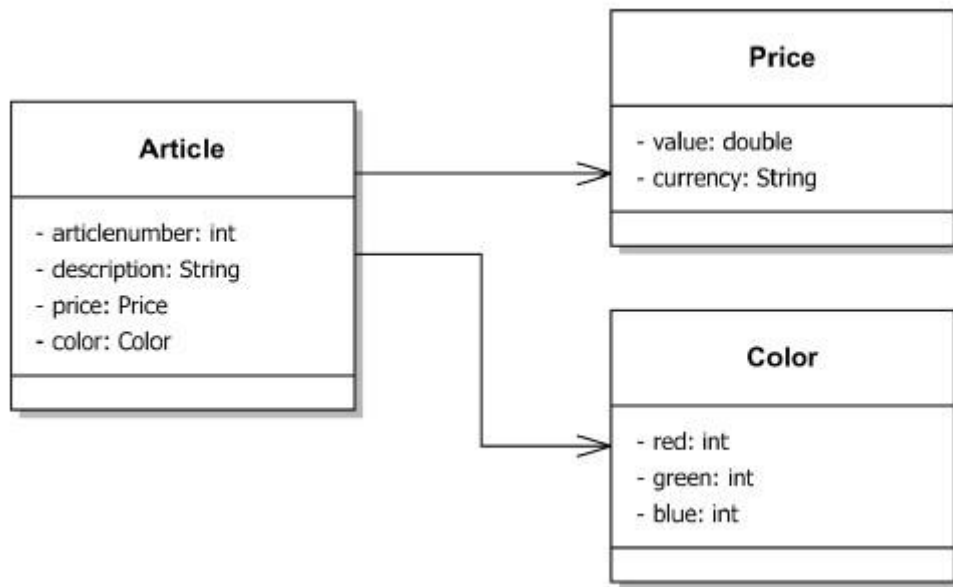 Article
- articlenumber: int
- description: String
- price: Price
- color: Color
Price
- value: double
- currency: String
Color
- red: int
- green: int
- blue: int